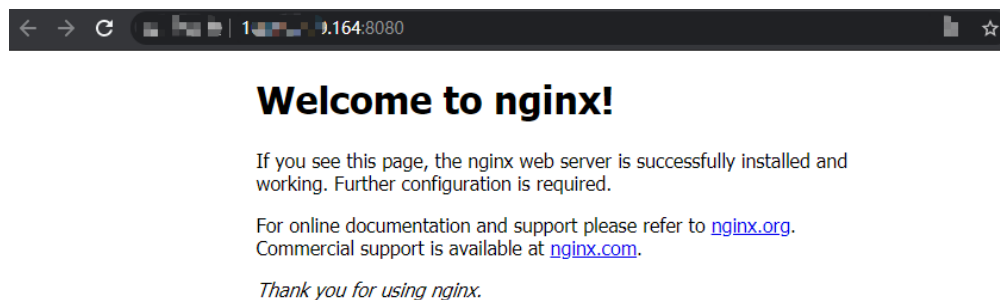 .164:8080
Welcome to nginx!
If you see this page, the nginx web server is successfully installed and
working. Further configuration is required.
For online documentation and support please refer to nginx.org.
Commercial support is available at nginx.com.
Thank you for using nginx.